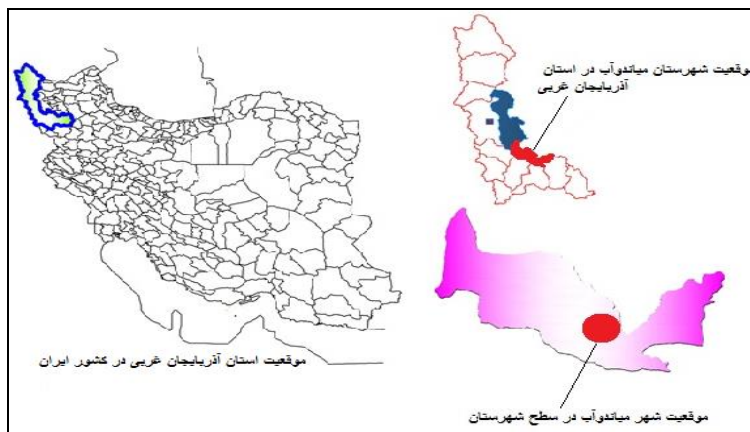 موقعیت شهرستان میاندوآب در استان
آذربایجان غربی
موقعیت استان آذربایجان غربی در کشور ایران
موقعیت شهر میاندوآب در سطح شهرستان